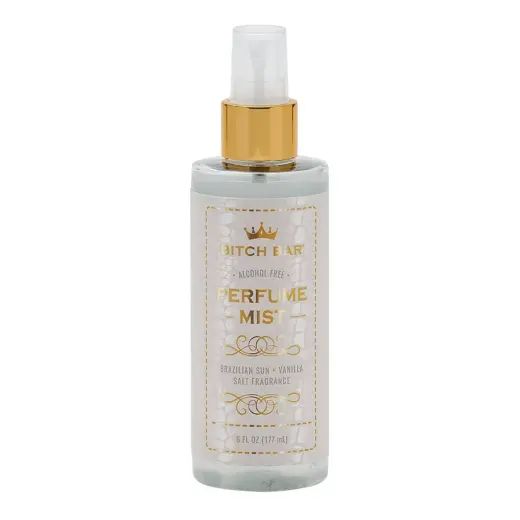 BITCH BAR
• ALCOHOL FREE •
PERFUME
– MIST –
BRAZILIAN SUN + VANILLA
SALT FRAGRANCE
6 FL OZ (177 mL)